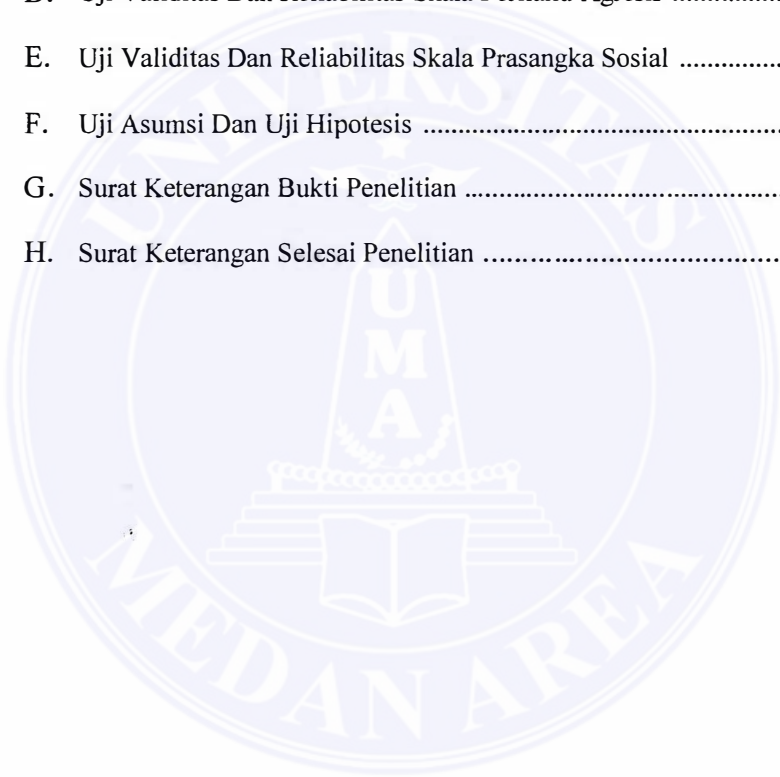 E. Uji Validitas Dan Reliabilitas Skala Prasangka Sosial ...............
F. Uji Asumsi Dan Uji Hipotesis ......................................................
G. Surat Keterangan Bukti Penelitian ...............................................
H. Surat Keterangan Selesai Penelitian ............................................
UNIVERSITAS
UMA
MEDAN AREA